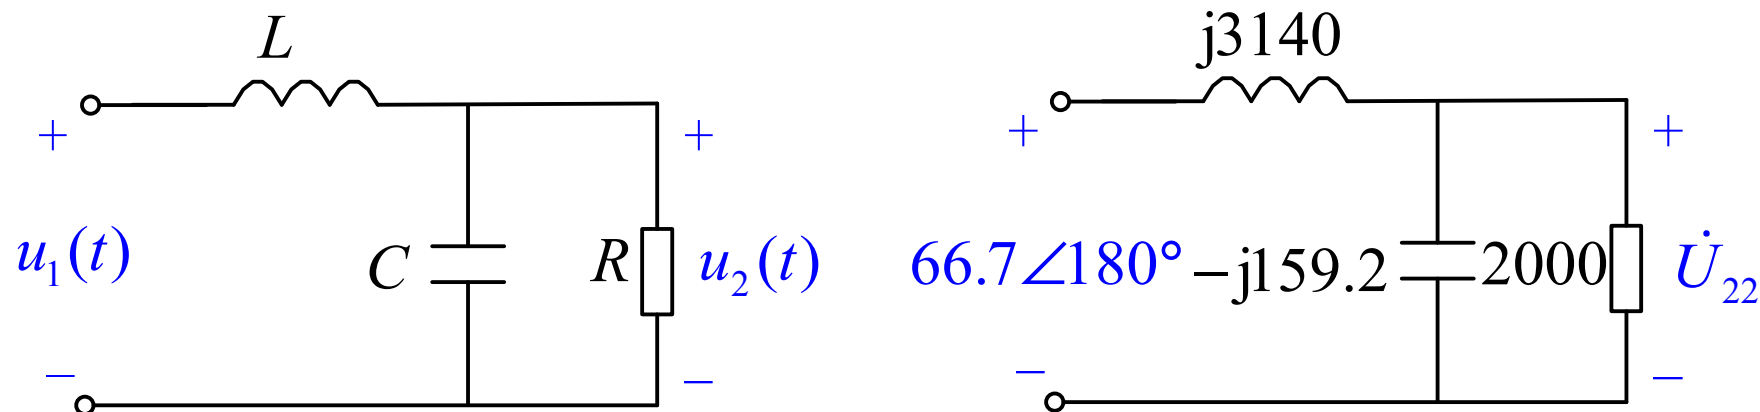 L
+
u₁(t)
−
C
R
+
u₂(t)
−
j3140
+
66.7∠180°
−
−j159.2
2000
+
U̇₂₂
−